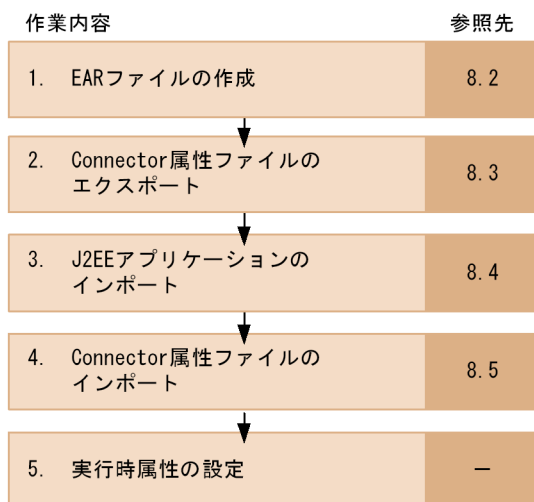 作業内容 参照先
1. EARファイルの作成 8.2
2. Connector属性ファイルの
エクスポート 8.3
3. J2EEアプリケーションの
インポート 8.4
4. Connector属性ファイルの
インポート 8.5
5. 実行時属性の設定 －